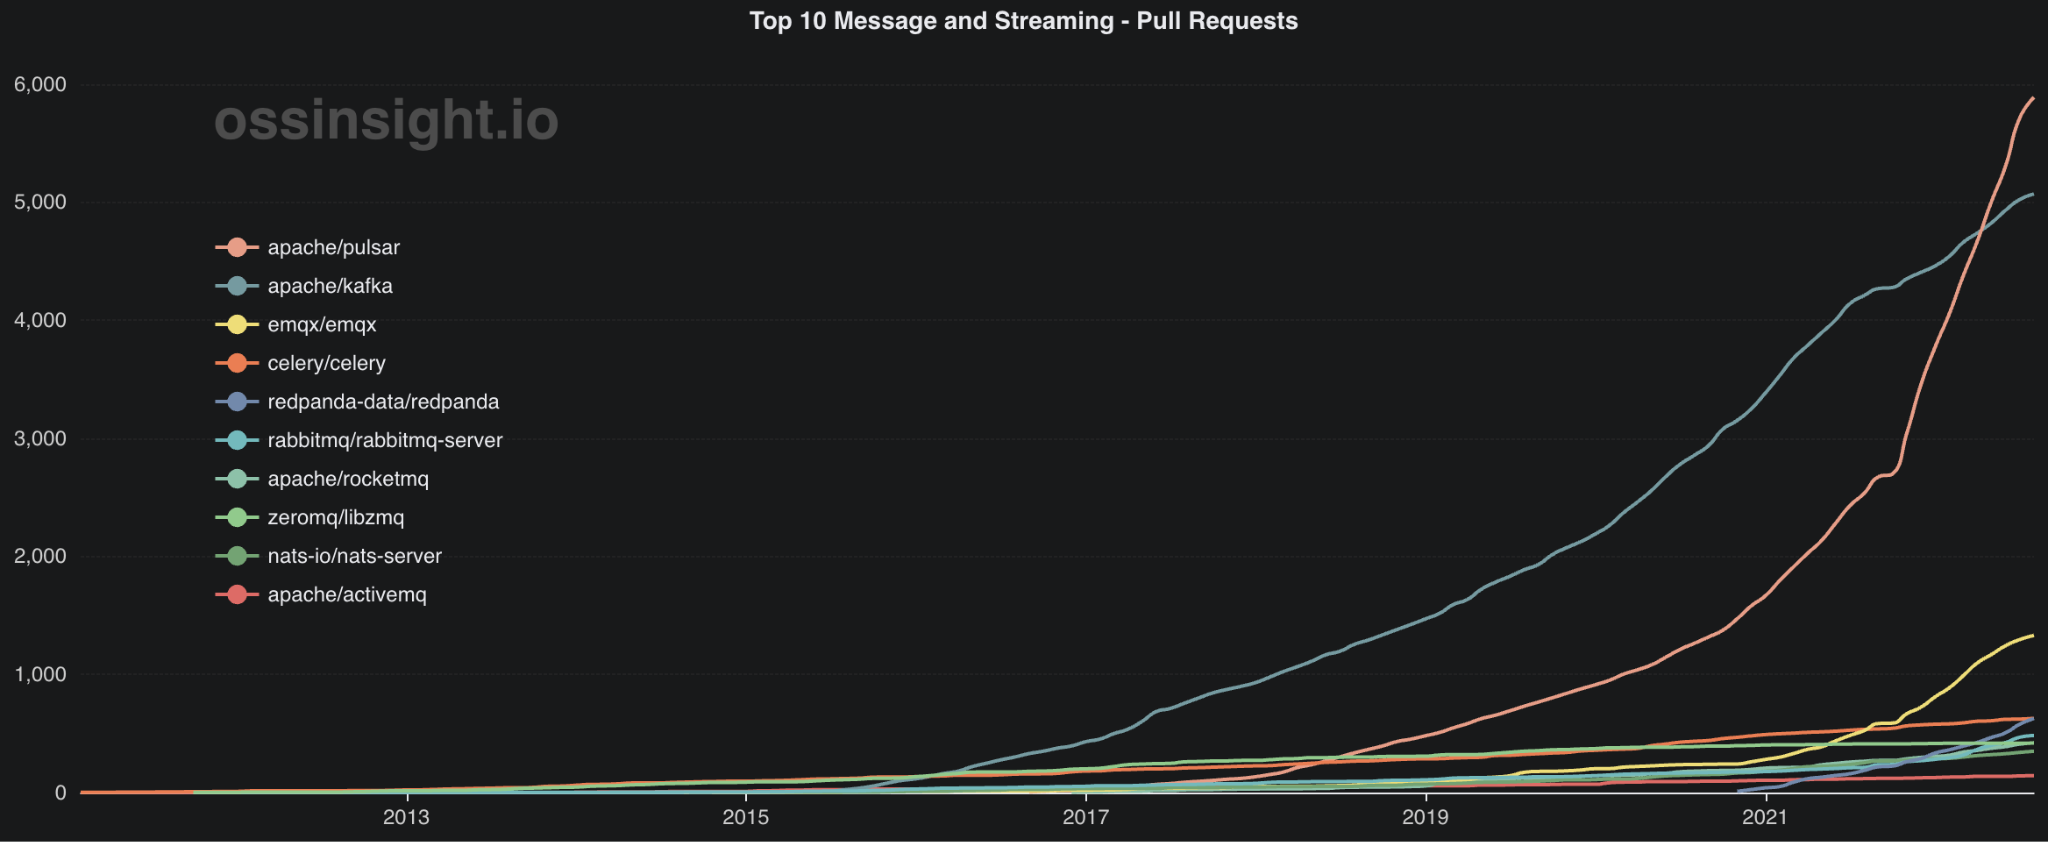 Top 10 Message and Streaming - Pull Requests
6,000
ossinsight.io
5,000
apache/pulsar
apache/kafka
4,000
emqx/emqx
celery/celery
redpanda-data/redpanda
3,000
rabbitmq/rabbitmq-server
apache/rocketmq
zeromq/libzmq
2,000
nats-io/nats-server
apache/activemq
1,000
0
2013 2015 2017 2019 2021